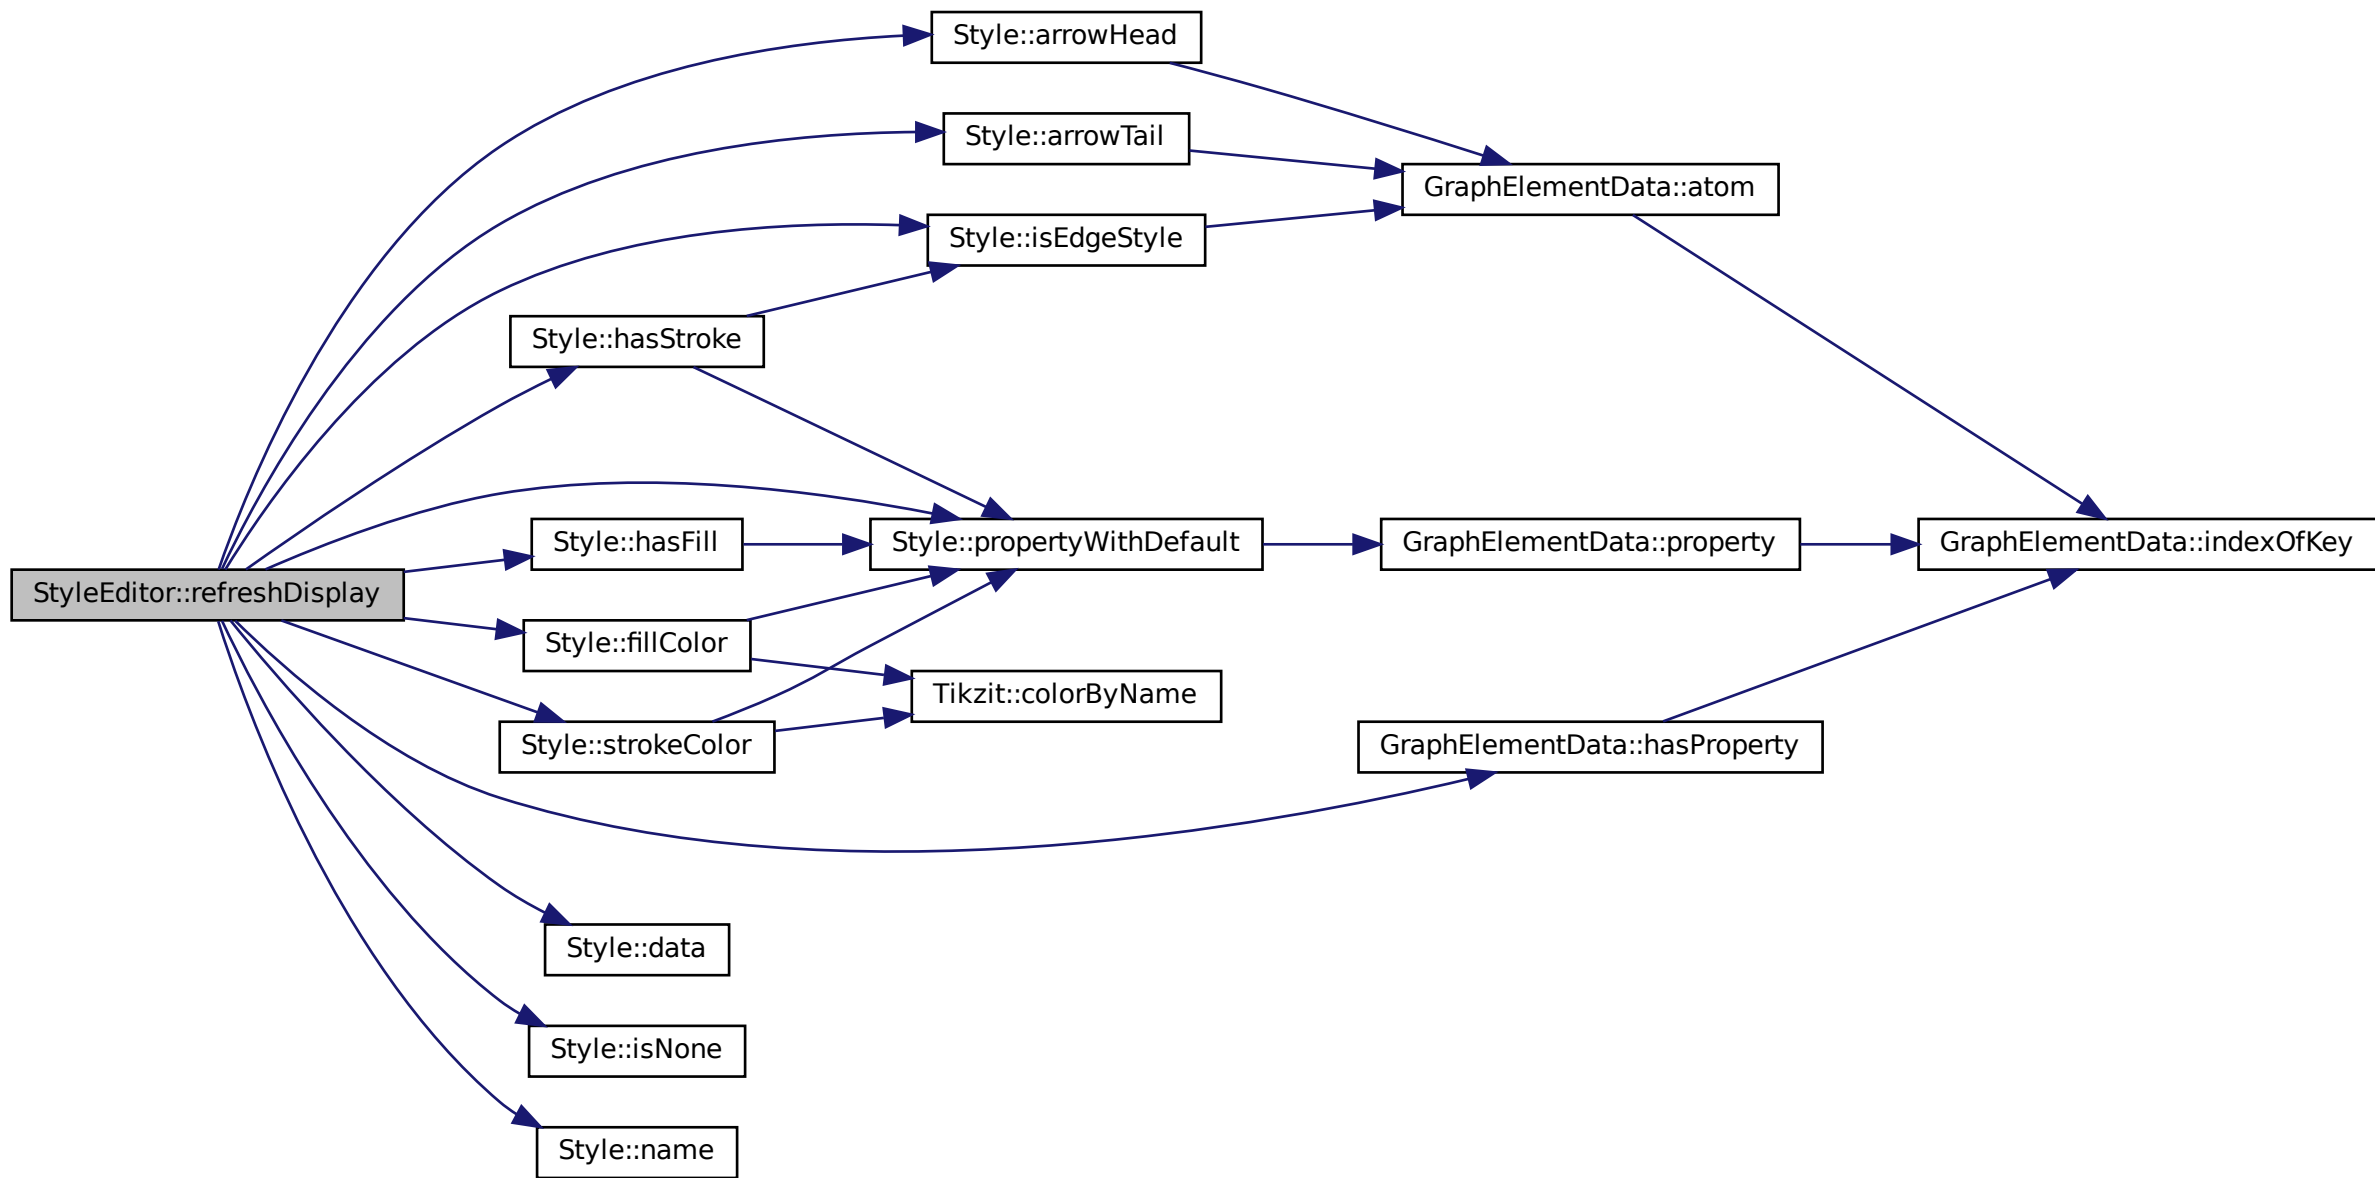 Style::arrowHead
Style::arrowTail
GraphElementData::atom
Style::isEdgeStyle
Style::hasStroke
Style::hasFill
Style::propertyWithDefault
GraphElementData::property
GraphElementData::indexOfKey
StyleEditor::refreshDisplay
Style::fillColor
Tikzit::colorByName
Style::strokeColor
GraphElementData::hasProperty
Style::data
Style::isNone
Style::name